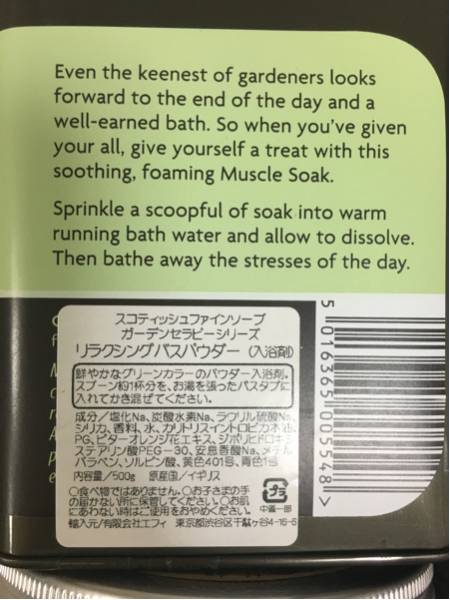 Even the keenest of gardeners looks
forward to the end of the day and a
well-earned bath. So when you've given
your all, give yourself a treat with this
soothing, foaming Muscle Soak.
Sprinkle a scoopful of soak into warm
running bath water and allow to dissolve.
Then bathe away the stresses of the day.
スコティッシュファインソープ
ガーデンセラピーシリーズ
リラクシングバスパウダー (入浴剤)
鮮やかなグリーンカラーのパウダー入浴剤。
スプーン約1杯分を、お湯を張ったバスタブに
入れてかき混ぜてください。
成分/塩化Na、炭酸水素Na、ラウリル硫酸Na、
シリカ、香料、水、カリトリスイントロピカ木油、
PG、ビターオレンジ花エキス、ジポリヒドロキシ
ステアリン酸PEG-30、安息香酸Na、メチル
パラベン、ソルビン酸、黄色401号、青色1号
内容量/500g 原産国/イギリス
○食べ物ではありません。○お子さまの手
の届かない所に保管してください。○お肌
にあわない時はご使用をおやめください。
プラ
中蓋一部
輸入元/有限会社エフィ 東京都渋谷区千駄ヶ谷4-16-6
5 016365 005548 >